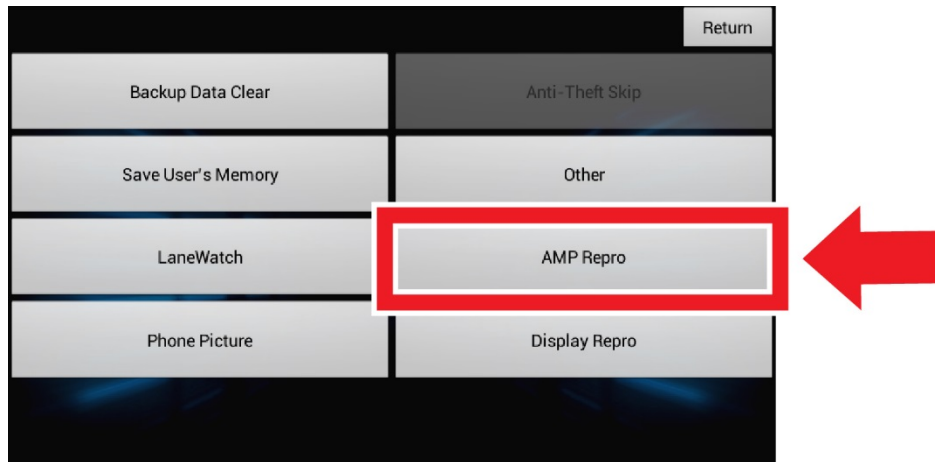 Return
Backup Data Clear
Anti-Theft Skip
Save User's Memory
Other
LaneWatch
AMP Repro
Phone Picture
Display Repro